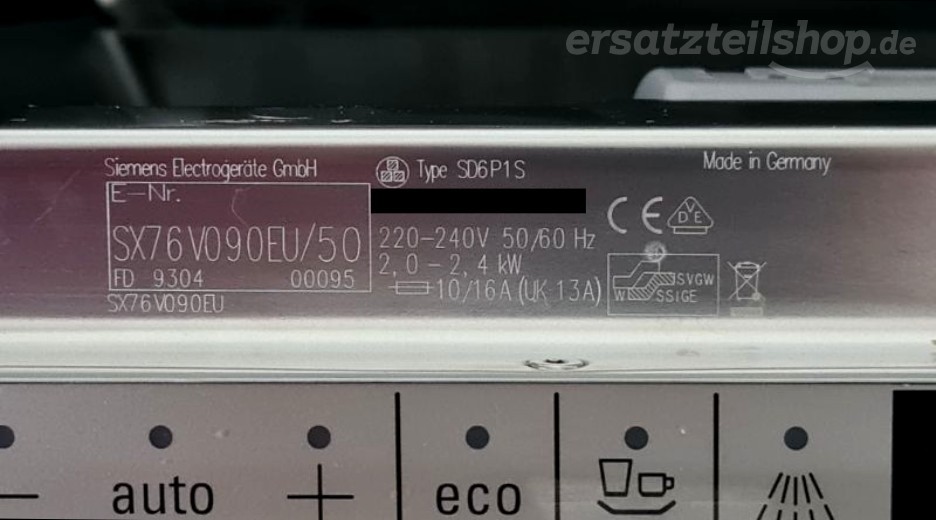 ersatzteilshop.de
Siemens Electrogeräte GmbH
Type SD6P1S
Made in Germany
E-Nr.
SX76V090EU/50
FD 9304 00095
SX76V090EU
220-240V 50/60 Hz
2,0-2,4 kW
10/16A (UK 13A)
CE
VDE
SVGW
W SSIGE
- auto +
eco